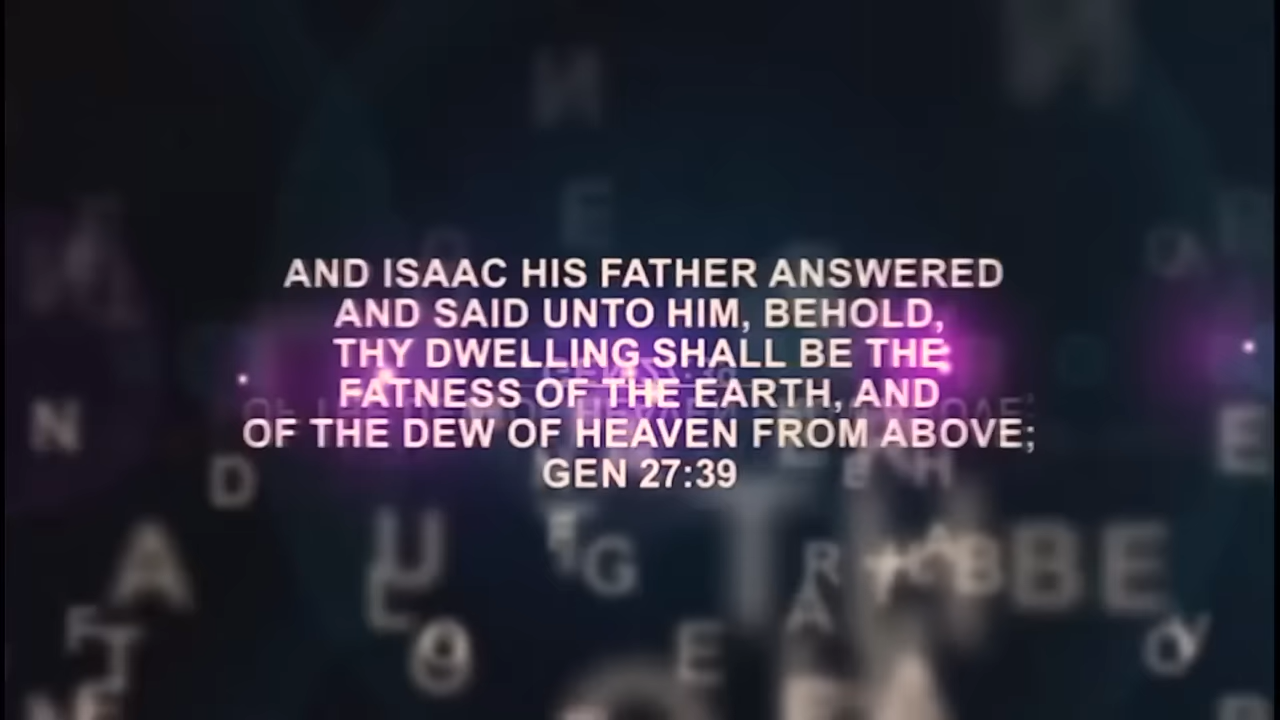 AND ISAAC HIS FATHER ANSWERED
AND SAID UNTO HIM, BEHOLD,
THY DWELLING SHALL BE THE
FATNESS OF THE EARTH, AND
OF THE DEW OF HEAVEN FROM ABOVE;
GEN 27:39